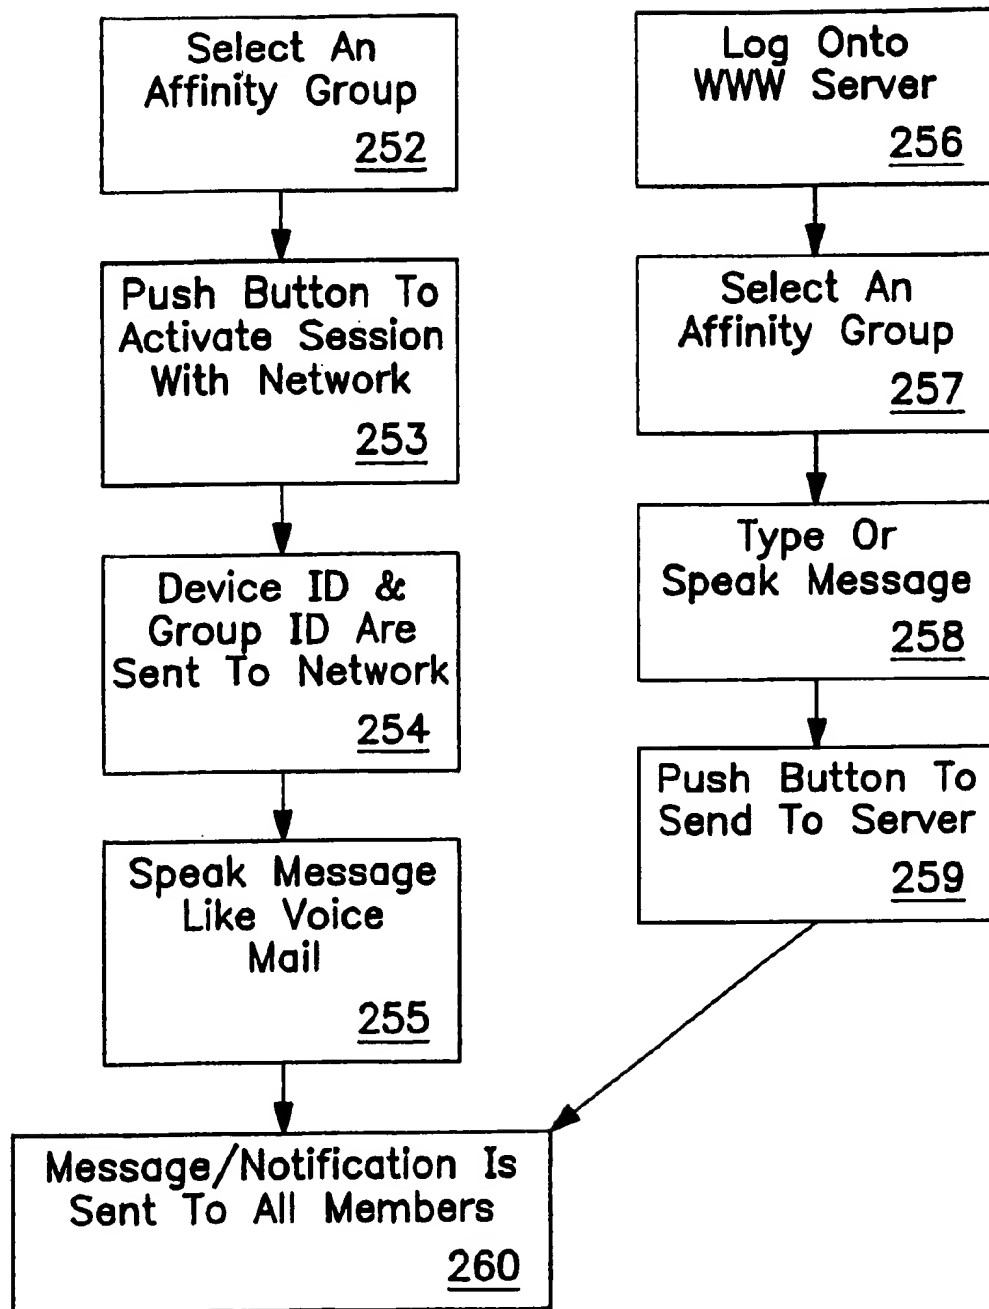 Select An
Affinity Group
252
Push Button To
Activate Session
With Network
253
Device ID &
Group ID Are
Sent To Network
254
Speak Message
Like Voice
Mail
255
Log Onto
WWW Server
256
Select An
Affinity Group
257
Type Or
Speak Message
258
Push Button To
Send To Server
259
Message/Notification Is
Sent To All Members
260